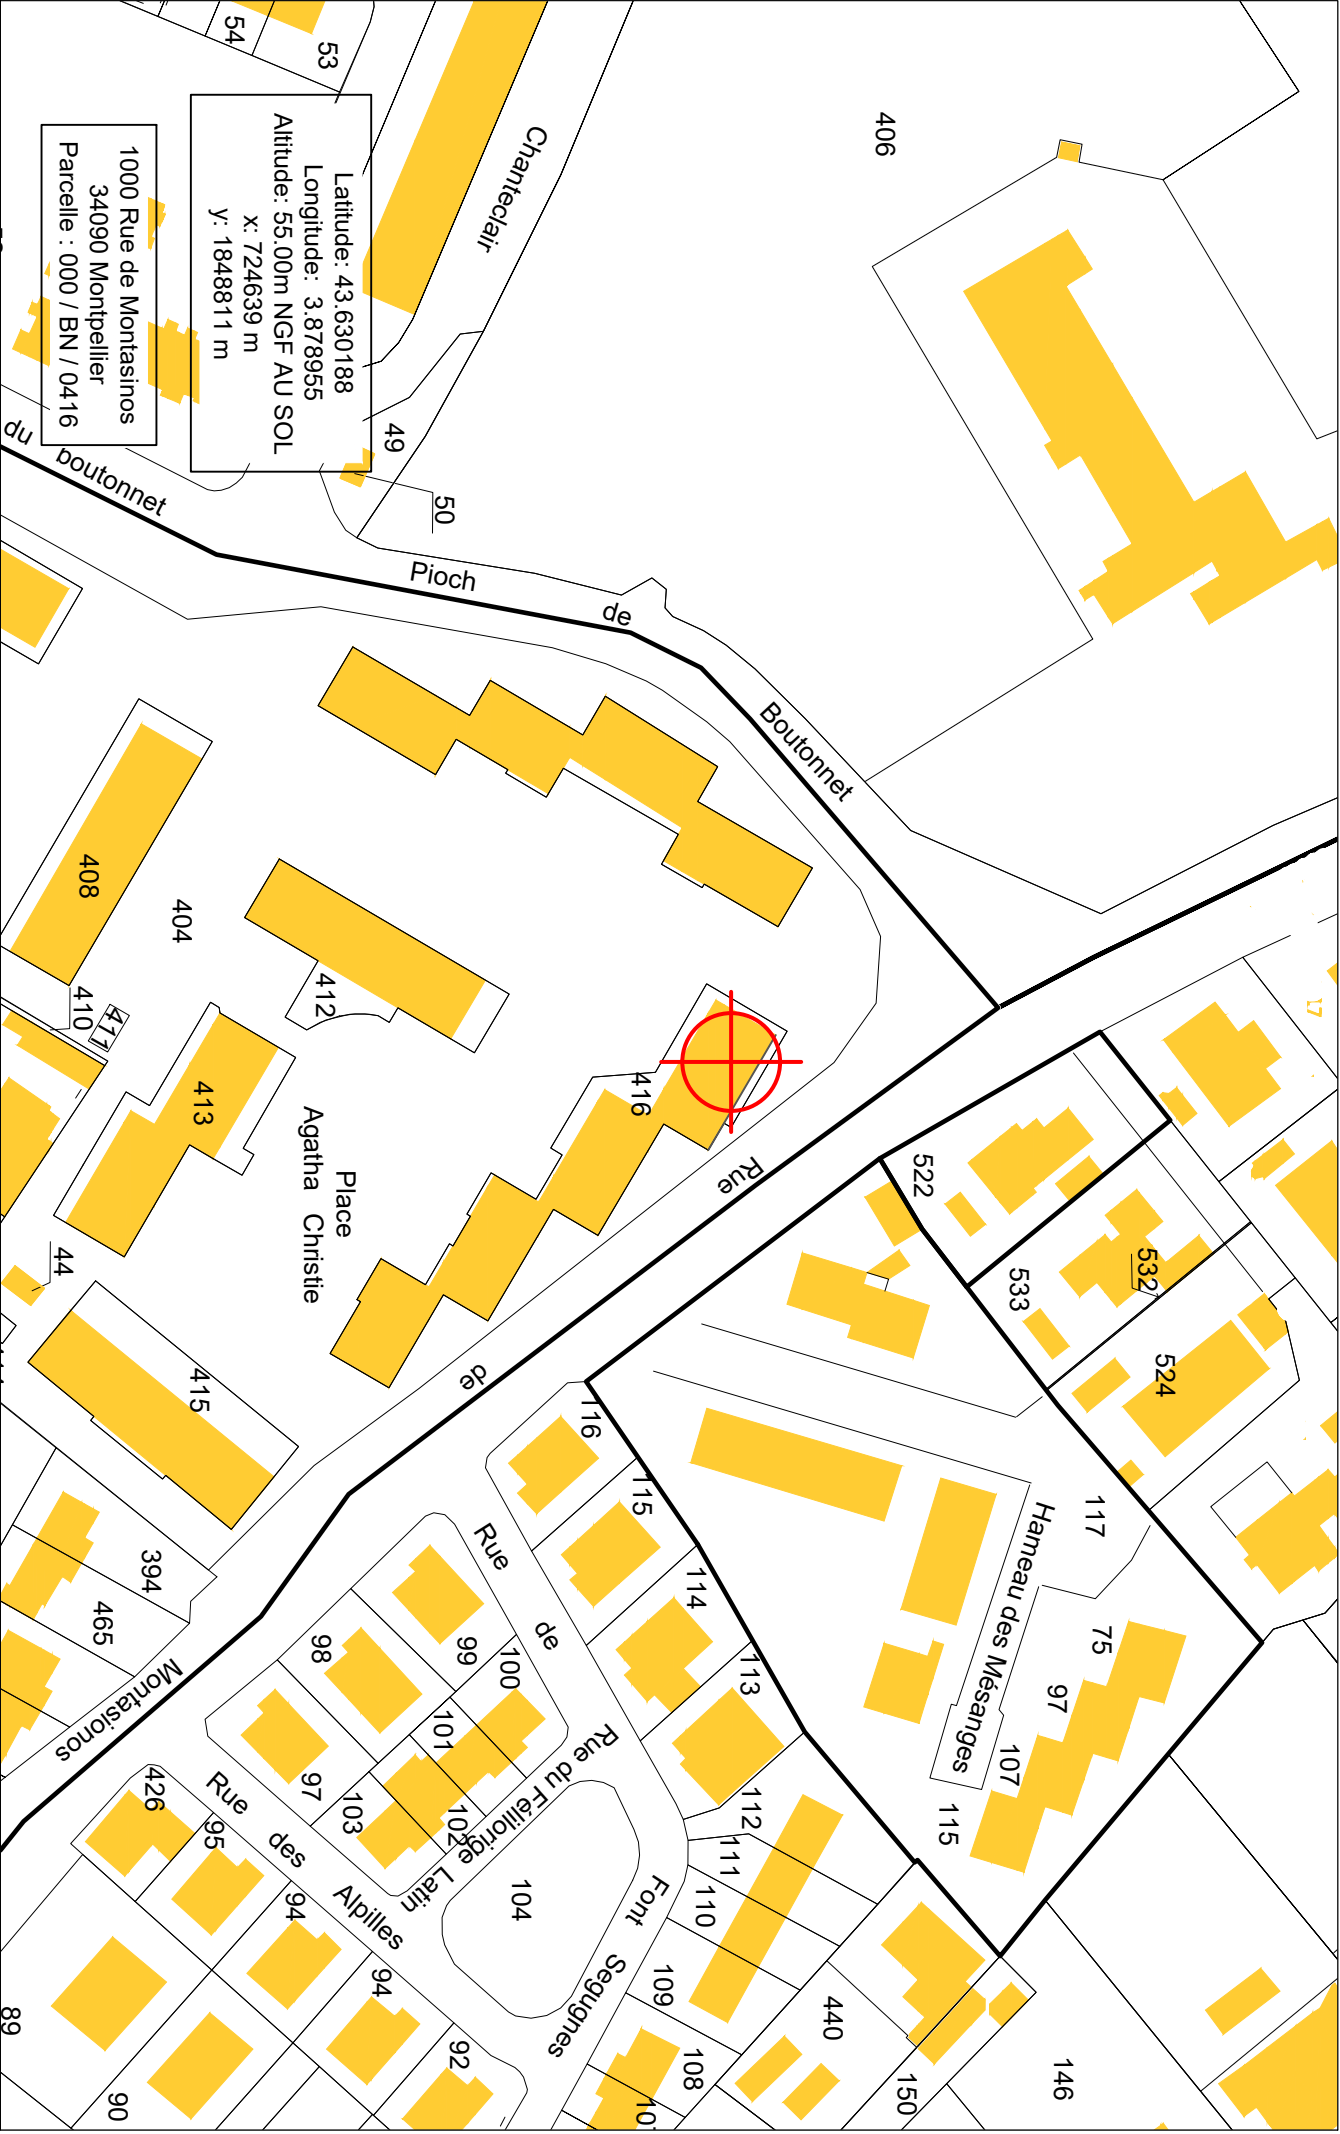 Latitude: 43.630188
Longitude: 3.878955
Altitude: 55.00m NGF AU SOL
x: 724639 m
y: 1848811 m
1000 Rue de Montasinos
34090 Montpellier
Parcelle : 000 / BN / 0416
53
54
Chanteclair
406
49
50
du boutonnet
Pioch
de
Boutonnet
408
404
410
411
412
413
416
Place
Agatha Christie
44
415
Rue
de
Montasionos
394
465
522
533
532
524
17
117
Hameau des Mésanges
75
97
107
115
116
115
114
113
112
111
110
109
108
Rue
de
Font
Segugnes
99
98
97
100
101
102
103
104
Rue du Félilorige Latin
Rue
des
Alpilles
426
95
94
94
92
90
89
440
150
146